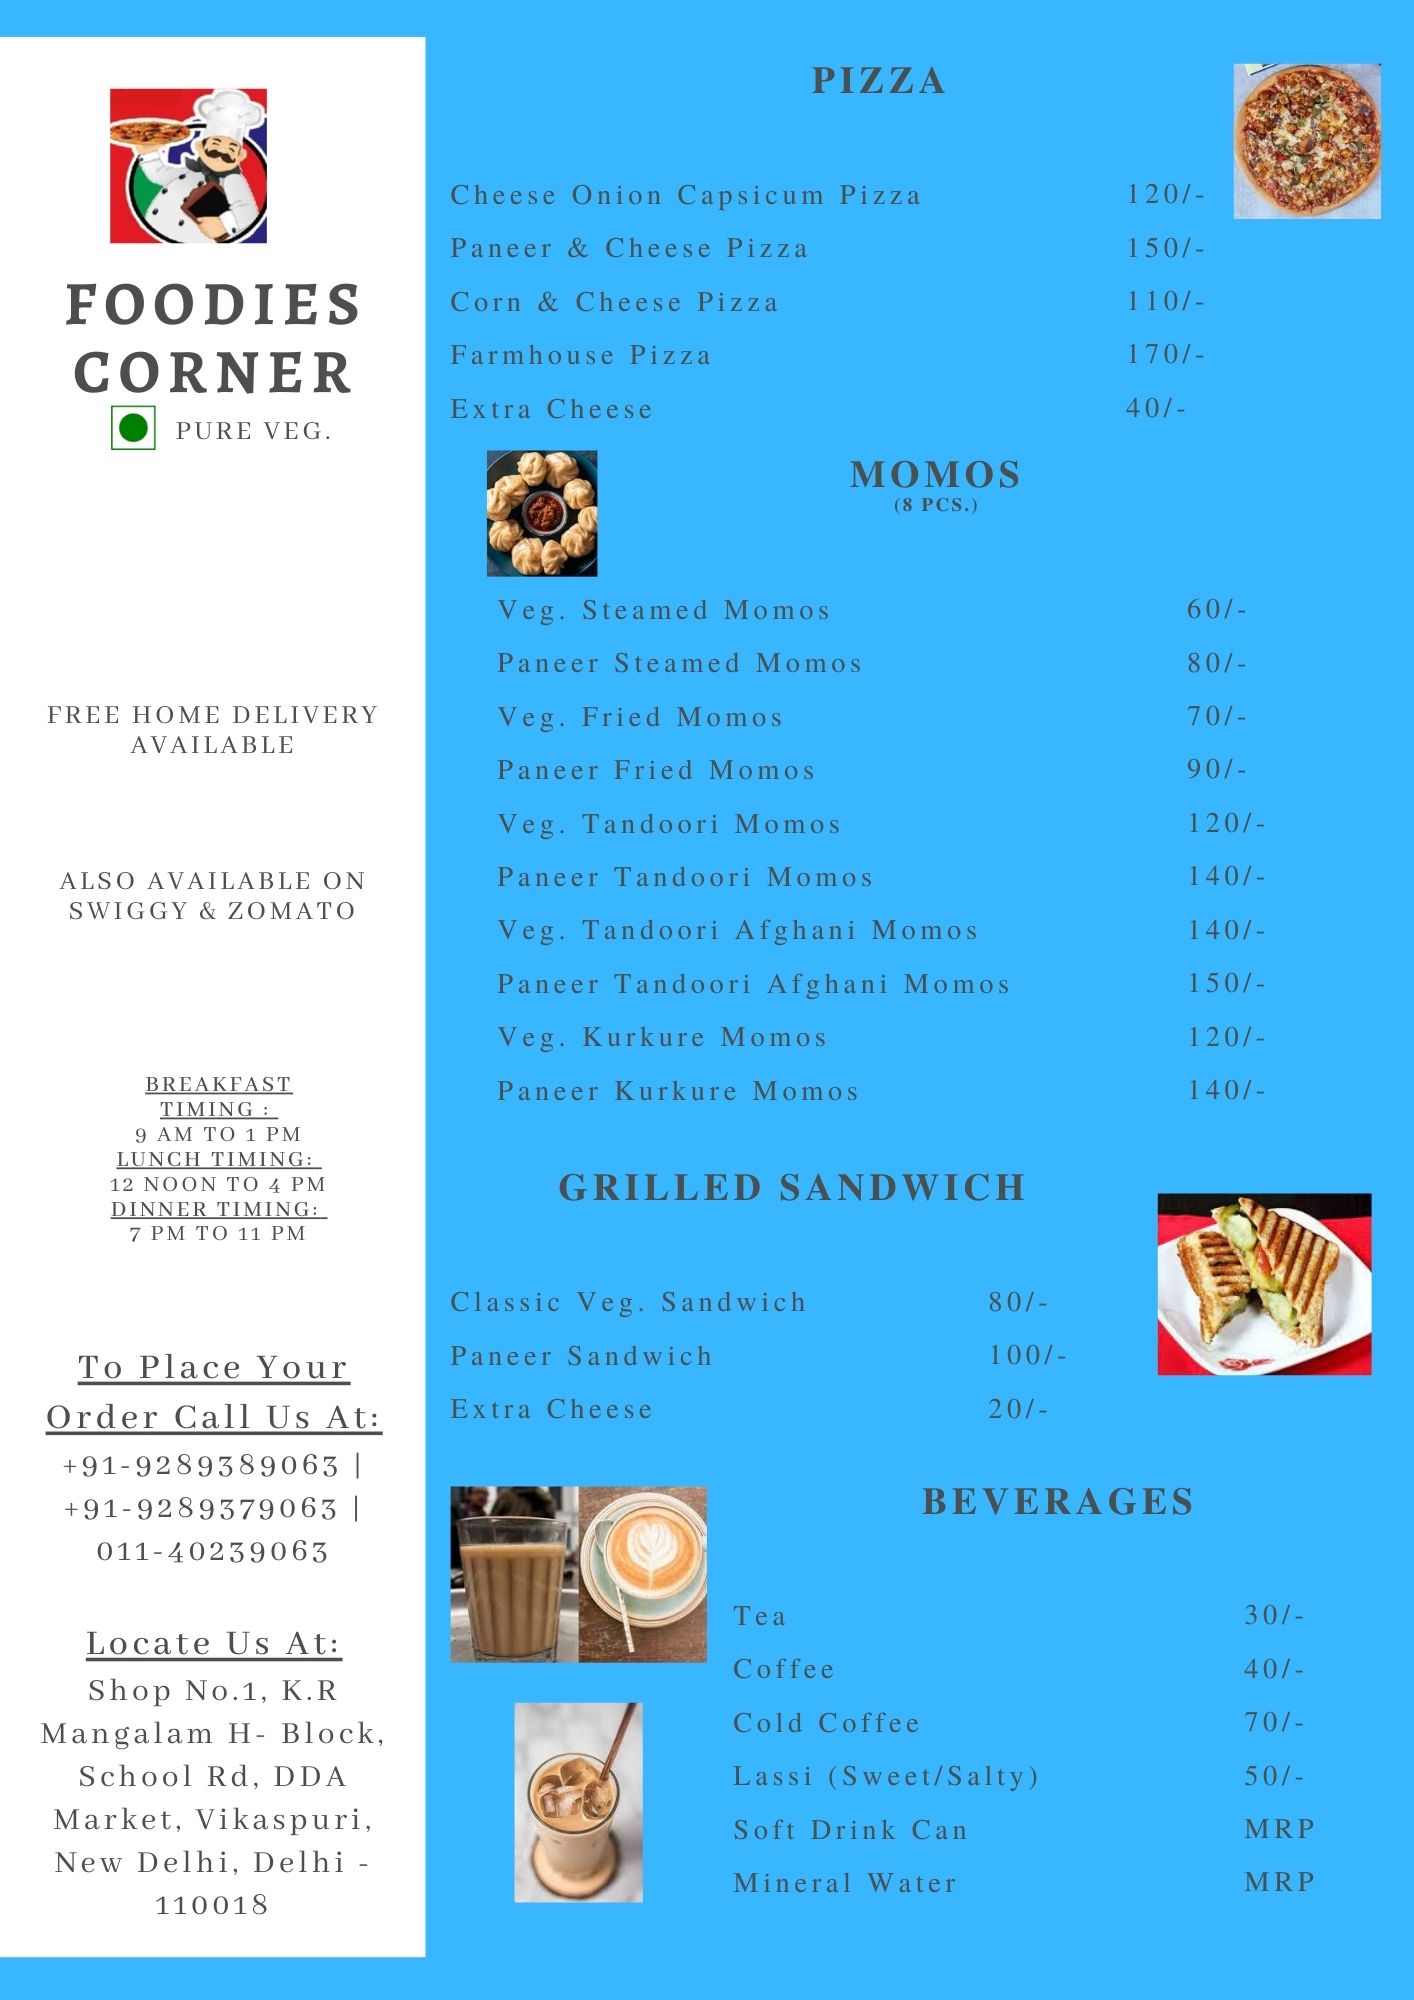 FOODIES
CORNER
PURE VEG.
FREE HOME DELIVERY
AVAILABLE
ALSO AVAILABLE ON
SWIGGY & ZOMATO
BREAKFAST
TIMING :
9 AM TO 1 PM
LUNCH TIMING:
12 NOON TO 4 PM
DINNER TIMING:
7 PM TO 11 PM
To Place Your
Order Call Us At:
+91-9289389063 |
+91-9289379063 |
011-40239063
Locate Us At:
Shop No.1, K.R
Mangalam H- Block,
School Rd, DDA
Market, Vikaspuri,
New Delhi, Delhi -
110018
PIZZA
Cheese Onion Capsicum Pizza 120/-
Paneer & Cheese Pizza 150/-
Corn & Cheese Pizza 110/-
Farmhouse Pizza 170/-
Extra Cheese 40/-
MOMOS
(8 PCS.)
Veg. Steamed Momos 60/-
Paneer Steamed Momos 80/-
Veg. Fried Momos 70/-
Paneer Fried Momos 90/-
Veg. Tandoori Momos 120/-
Paneer Tandoori Momos 140/-
Veg. Tandoori Afghani Momos 140/-
Paneer Tandoori Afghani Momos 150/-
Veg. Kurkure Momos 120/-
Paneer Kurkure Momos 140/-
GRILLED SANDWICH
Classic Veg. Sandwich 80/-
Paneer Sandwich 100/-
Extra Cheese 20/-
BEVERAGES
Tea 30/-
Coffee 40/-
Cold Coffee 70/-
Lassi (Sweet/Salty) 50/-
Soft Drink Can MRP
Mineral Water MRP